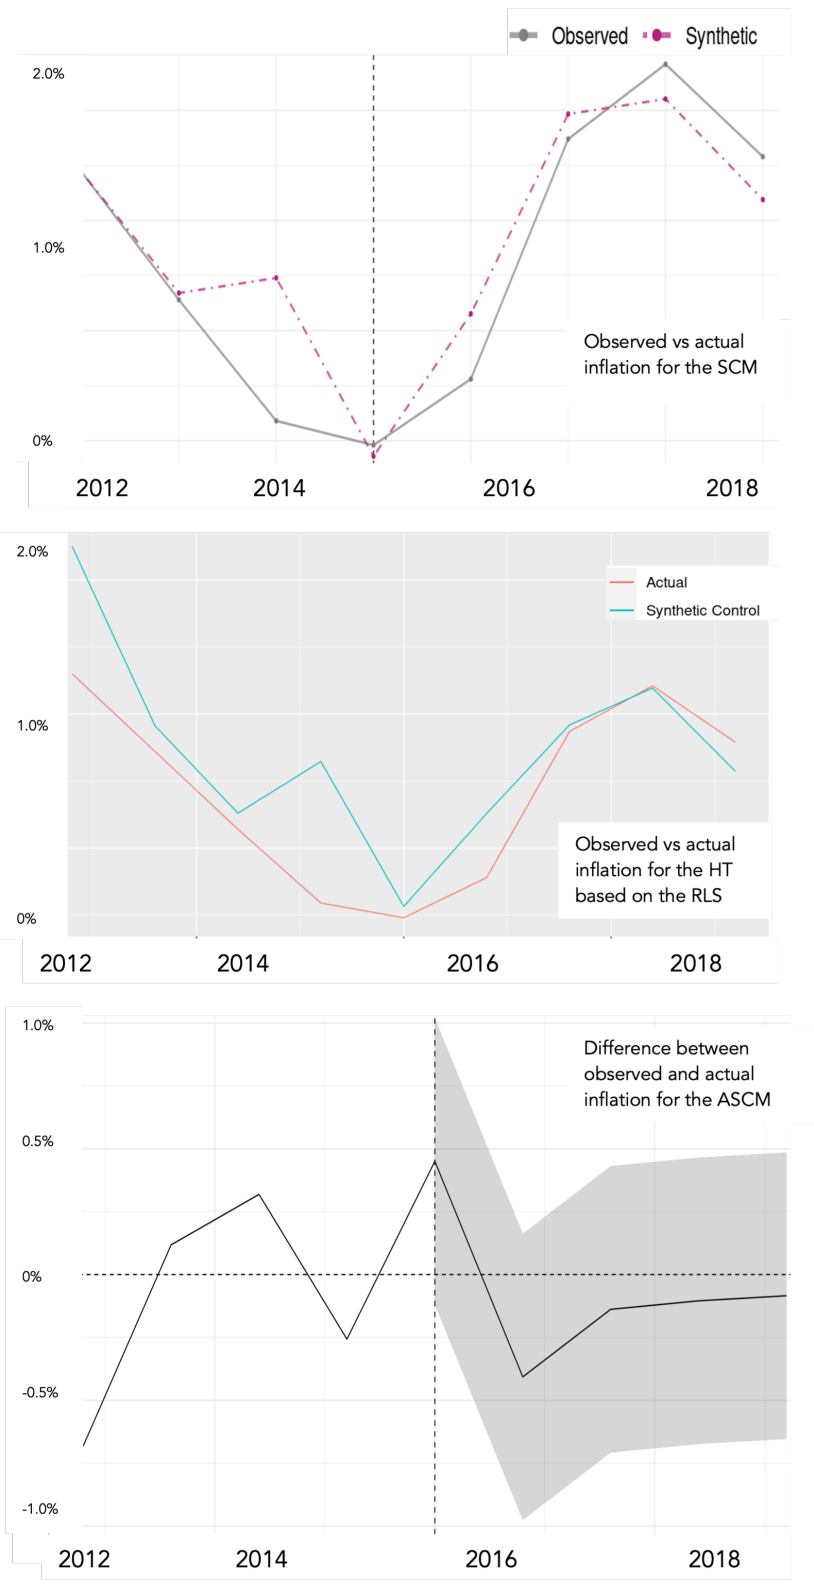 Observed Synthetic
2.0%
1.0%
Observed vs actual
inflation for the SCM
0%
2012 2014 2016 2018
2.0%
Actual
Synthetic Control
1.0%
Observed vs actual
inflation for the HT
based on the RLS
0%
2012 2014 2016 2018
1.0%
Difference between
observed and actual
inflation for the ASCM
0.5%
0%
-0.5%
-1.0%
2012 2014 2016 2018